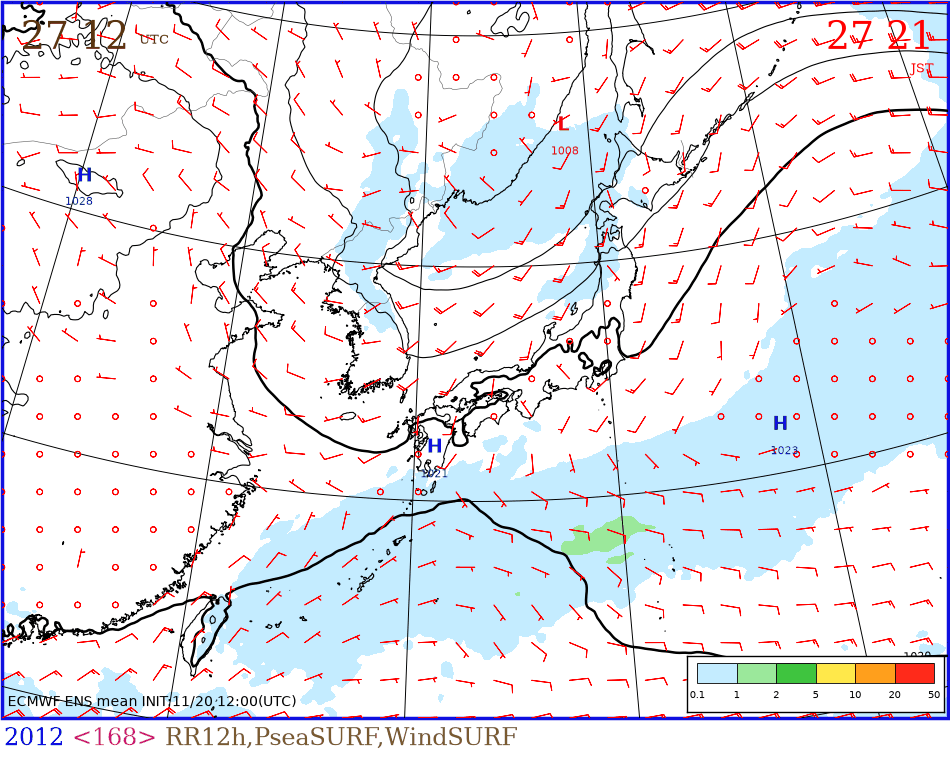 27 12 UTC
27 21
JST
L
1008
H
1028
H
1023
H
1021
1020
0.1 1 2 5 10 20 50
ECMWF ENS mean INIT:11/20 12:00(UTC)
2012 <168> RR12h,PseaSURF,WindSURF